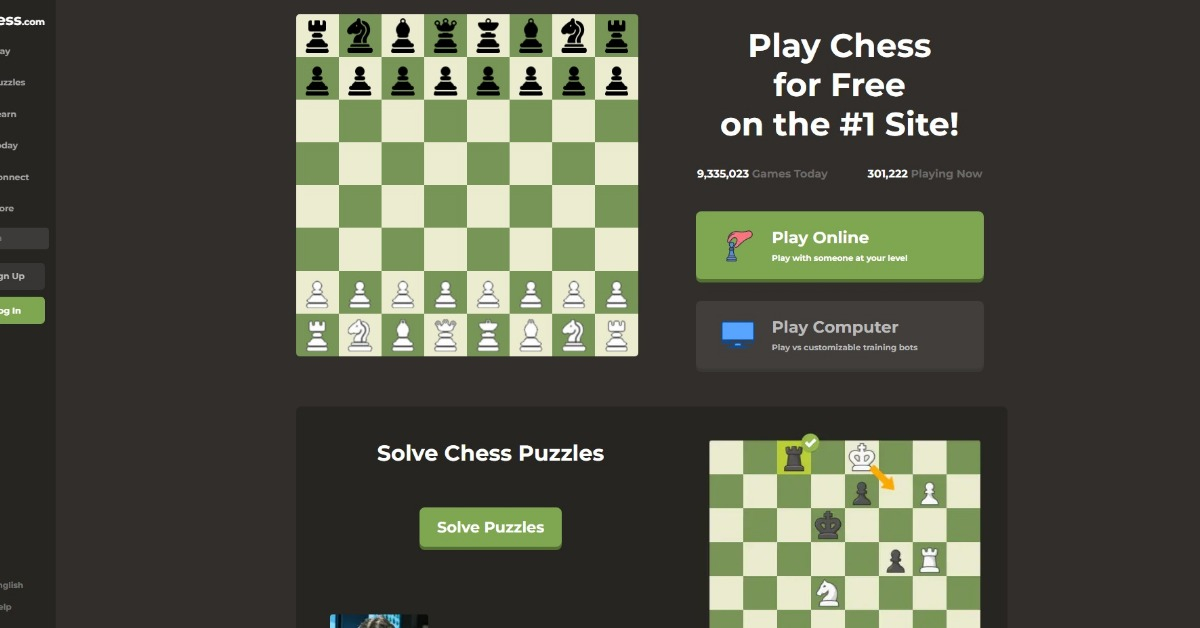 ess.com
ay
uzzles
earn
oday
onnect
ore
gn Up
og In
nglish
elp
Play Chess
for Free
on the #1 Site!
9,335,023 Games Today
301,222 Playing Now
Play Online
Play with someone at your level
Play Computer
Play vs customizable training bots
Solve Chess Puzzles
Solve Puzzles